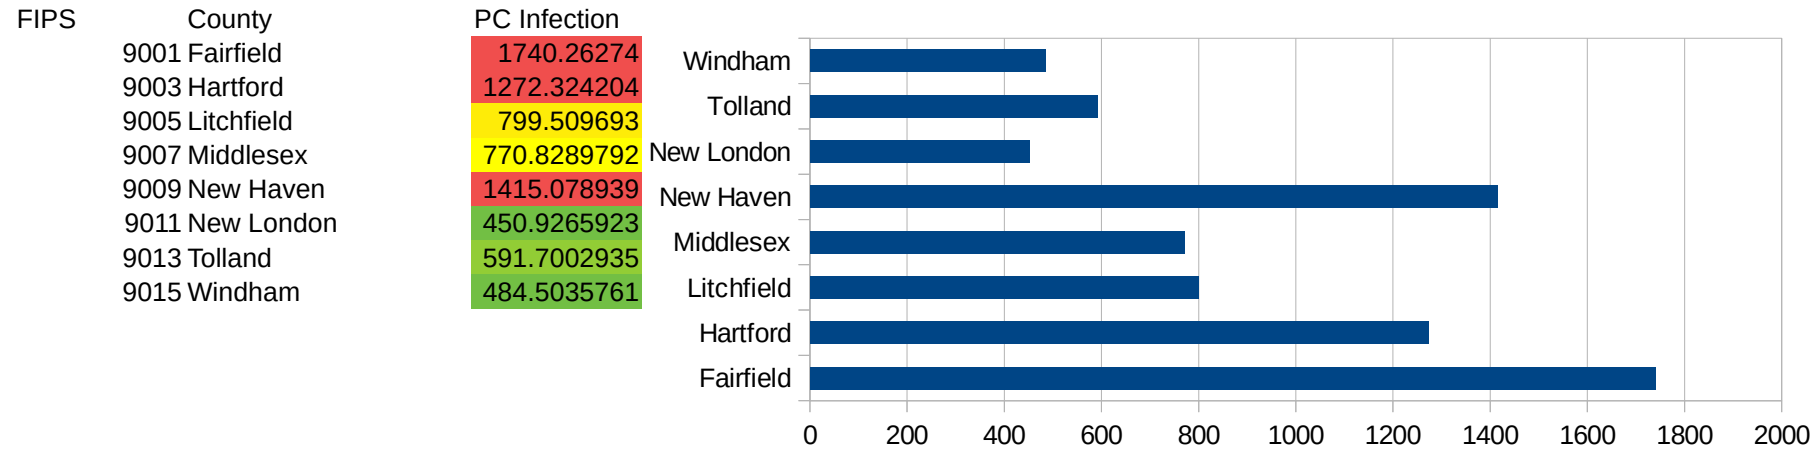 FIPS County PC Infection
9001 Fairfield 1740.26274
9003 Hartford 1272.324204
9005 Litchfield 799.509693
9007 Middlesex 770.8289792
9009 New Haven 1415.078939
9011 New London 450.9265923
9013 Tolland 591.7002935
9015 Windham 484.5035761
Windham
Tolland
New London
New Haven
Middlesex
Litchfield
Hartford
Fairfield
0 200 400 600 800 1000 1200 1400 1600 1800 2000